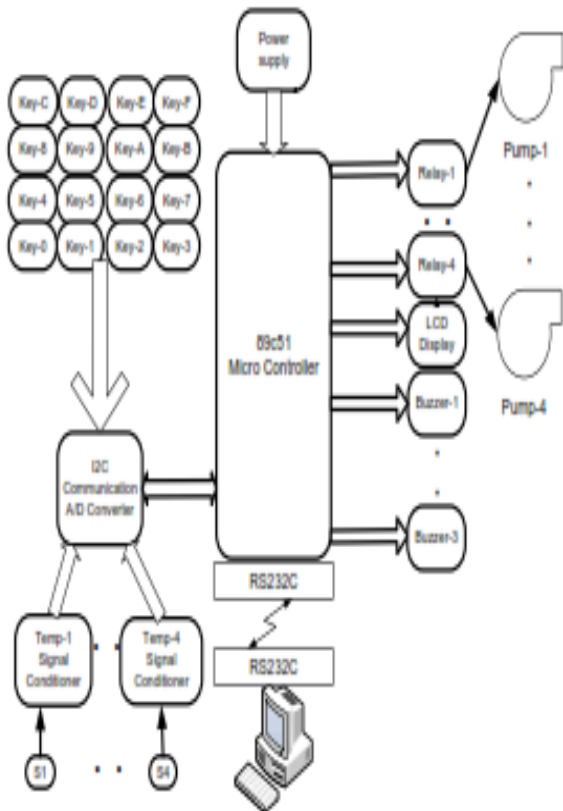 Power
supply
Key-C Key-D Key-E Key-F
Key-8 Key-9 Key-A Key-B
Key-4 Key-5 Key-6 Key-7
Key-0 Key-1 Key-2 Key-3
Relay-1
Pump-1
Relay-4
LCD
Display
Pump-4
89c51
Micro Controller
Buzzer-1
I2C
Communication
A/D Converter
Buzzer-3
RS232C
Temp-1
Signal
Conditioner
Temp-4
Signal
Conditioner
RS232C
S1
S4